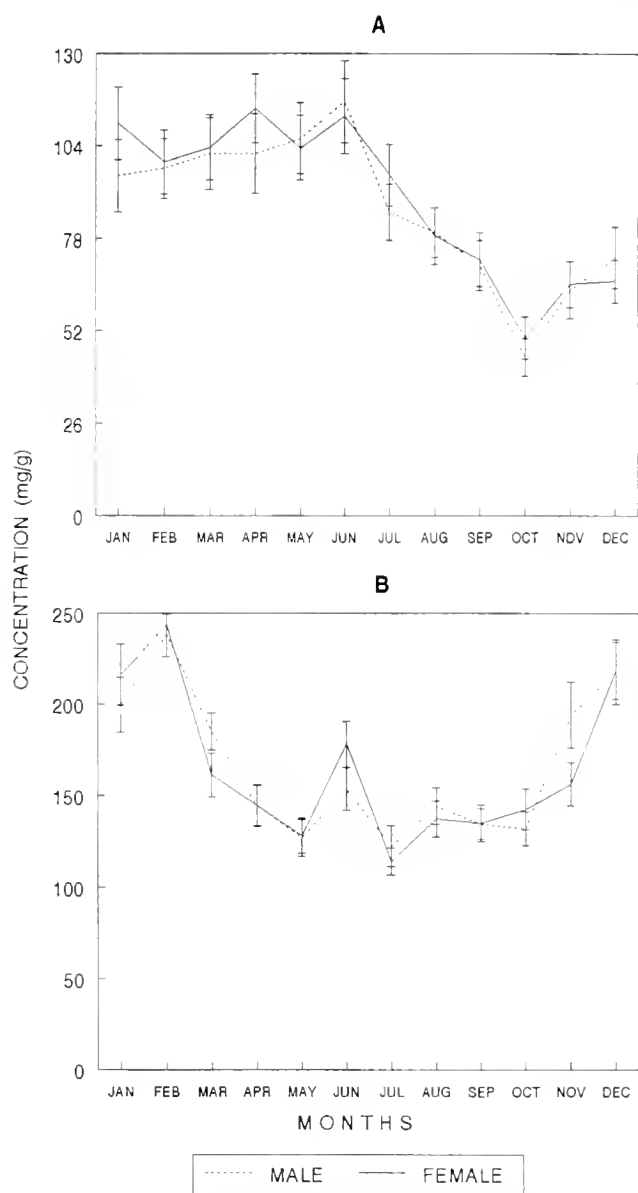 A
130
104
78
52
26
0
JAN FEB MAR APR MAY JUN JUL AUG SEP OCT NDV DEC
CONCENTRATION (mg/g)
B
250
200
150
100
50
0
JAN FEB MAR APR MAY JUN JUL AUG SEP OCT NOV DEC
MONTHS
MALE FEMALE